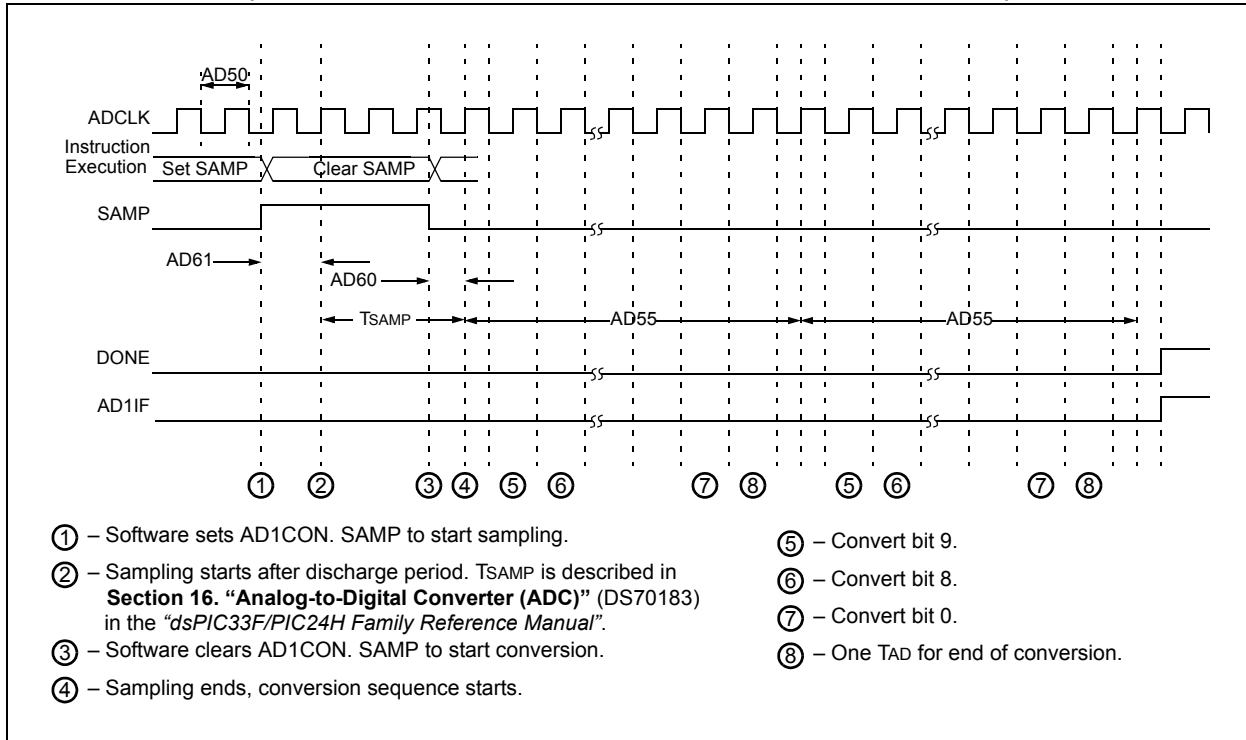 AD50
ADCLK
Instruction
Execution
Set SAMP
Clear SAMP
SAMP
AD61
AD60
TSAMP
AD55
AD55
DONE
AD1IF
1 2 3 4 5 6 7 8 5 6 7 8
1 – Software sets AD1CON. SAMP to start sampling.
2 – Sampling starts after discharge period. TSAMP is described in
Section 16. “Analog-to-Digital Converter (ADC)” (DS70183)
in the “dsPIC33F/PIC24H Family Reference Manual”.
3 – Software clears AD1CON. SAMP to start conversion.
4 – Sampling ends, conversion sequence starts.
5 – Convert bit 9.
6 – Convert bit 8.
7 – Convert bit 0.
8 – One TAD for end of conversion.